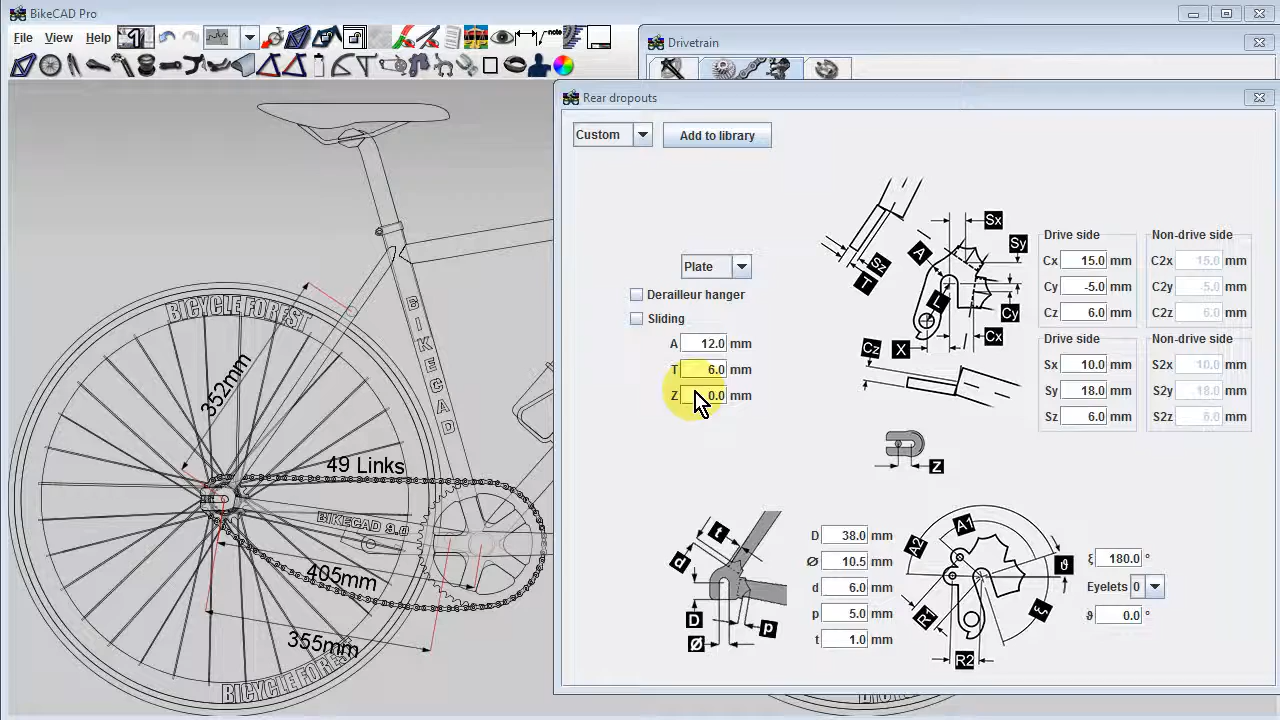 BikeCAD Pro
File View Help
1
note
Drivetrain
Rear dropouts
Custom
Add to library
Plate
Derailleur hanger
Sliding
A 12.0 mm
T 6.0 mm
Z 0.0 mm
Sx
Sy
A
Sz
T
L
Cy
Cz
X
Cx
Z
Drive side
Cx 15.0 mm
Cy -5.0 mm
Cz 6.0 mm
Non-drive side
C2x 15.0 mm
C2y -5.0 mm
C2z 6.0 mm
Drive side
Sx 10.0 mm
Sy 18.0 mm
Sz 6.0 mm
Non-drive side
S2x 10.0 mm
S2y 18.0 mm
S2z 6.0 mm
t
d
D
Ø
p
D 38.0 mm
Ø 10.5 mm
d 6.0 mm
p 5.0 mm
t 1.0 mm
A1
A2
ϑ
R1
ξ
R2
ξ 180.0 °
Eyelets 0
ϑ 0.0 °
BICYCLE FOREST
BIKECAD
352mm
49 Links
BIKECAD 9.0
405mm
355mm
BICYCLE FOREST